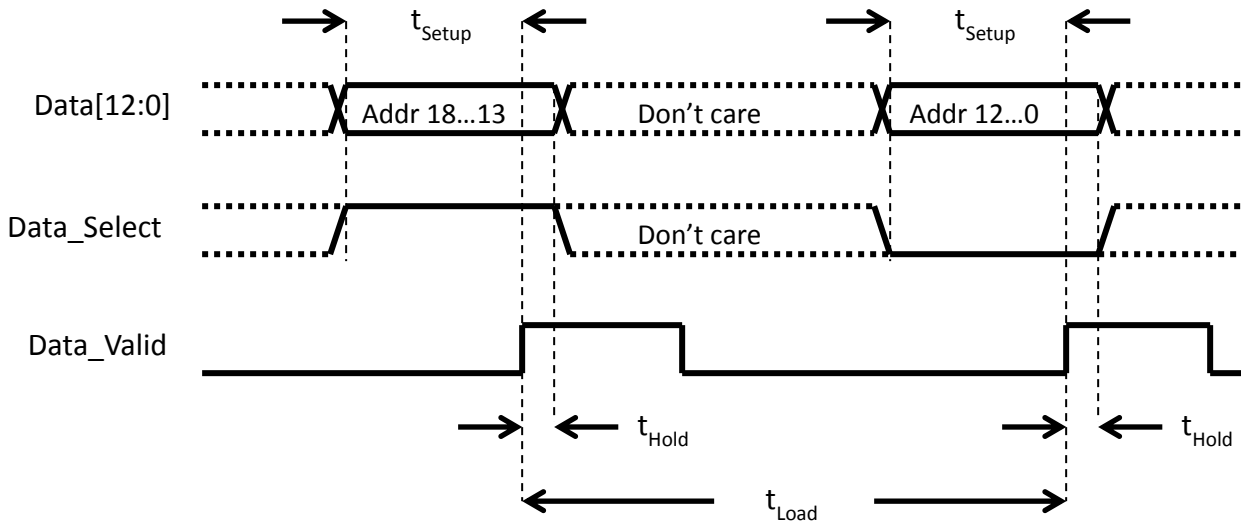 tSetup tSetup
Data[12:0] Addr 18...13 Don't care Addr 12...0
Data_Select Don't care
Data_Valid
tHold tHold
tLoad